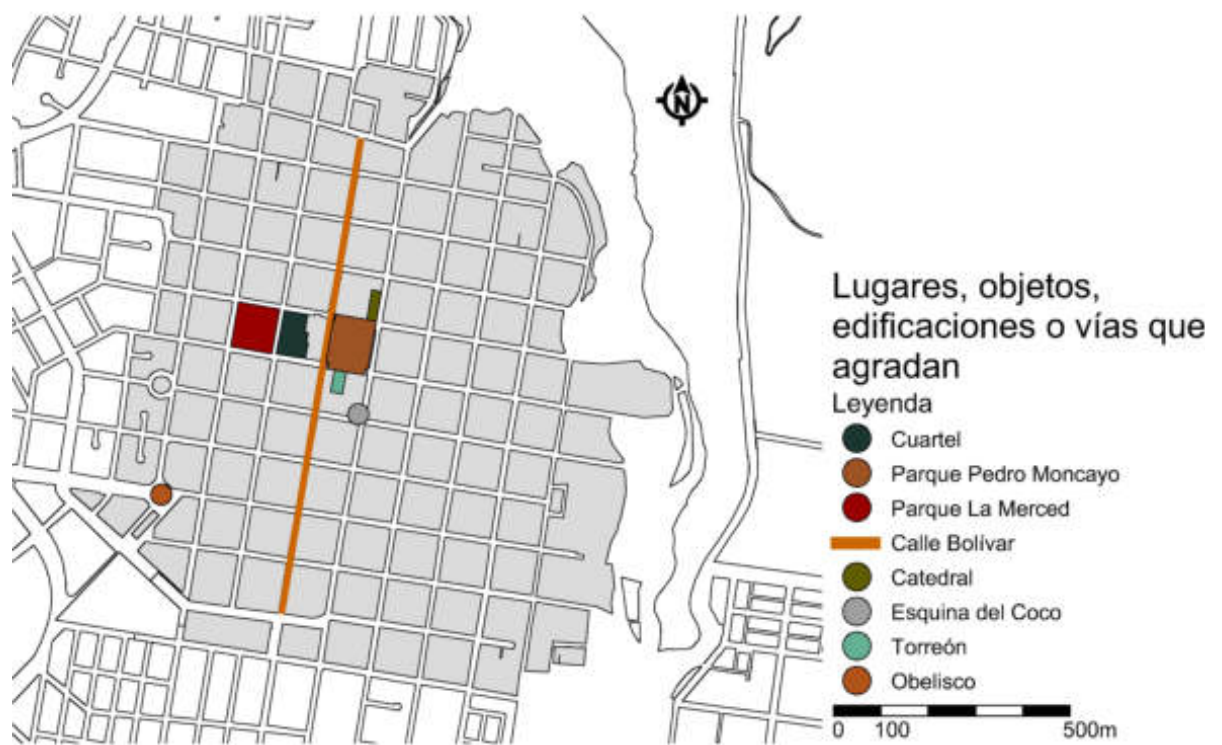 N
Lugares, objetos,
edificaciones o vías que
agradan
Leyenda
Cuartel
Parque Pedro Moncayo
Parque La Merced
Calle Bolívar
Catedral
Esquina del Coco
Torreón
Obelisco
0 100 500m